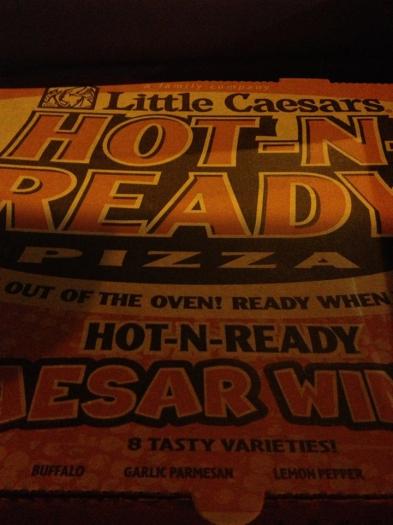 a family company
Little Caesars
HOT-N-
READY
PIZZA
OUT OF THE OVEN! READY WHEN
HOT-N-READY
AESAR WIN
8 TASTY VARIETIES!
BUFFALO GARLIC PARMESAN LEMON PEPPER